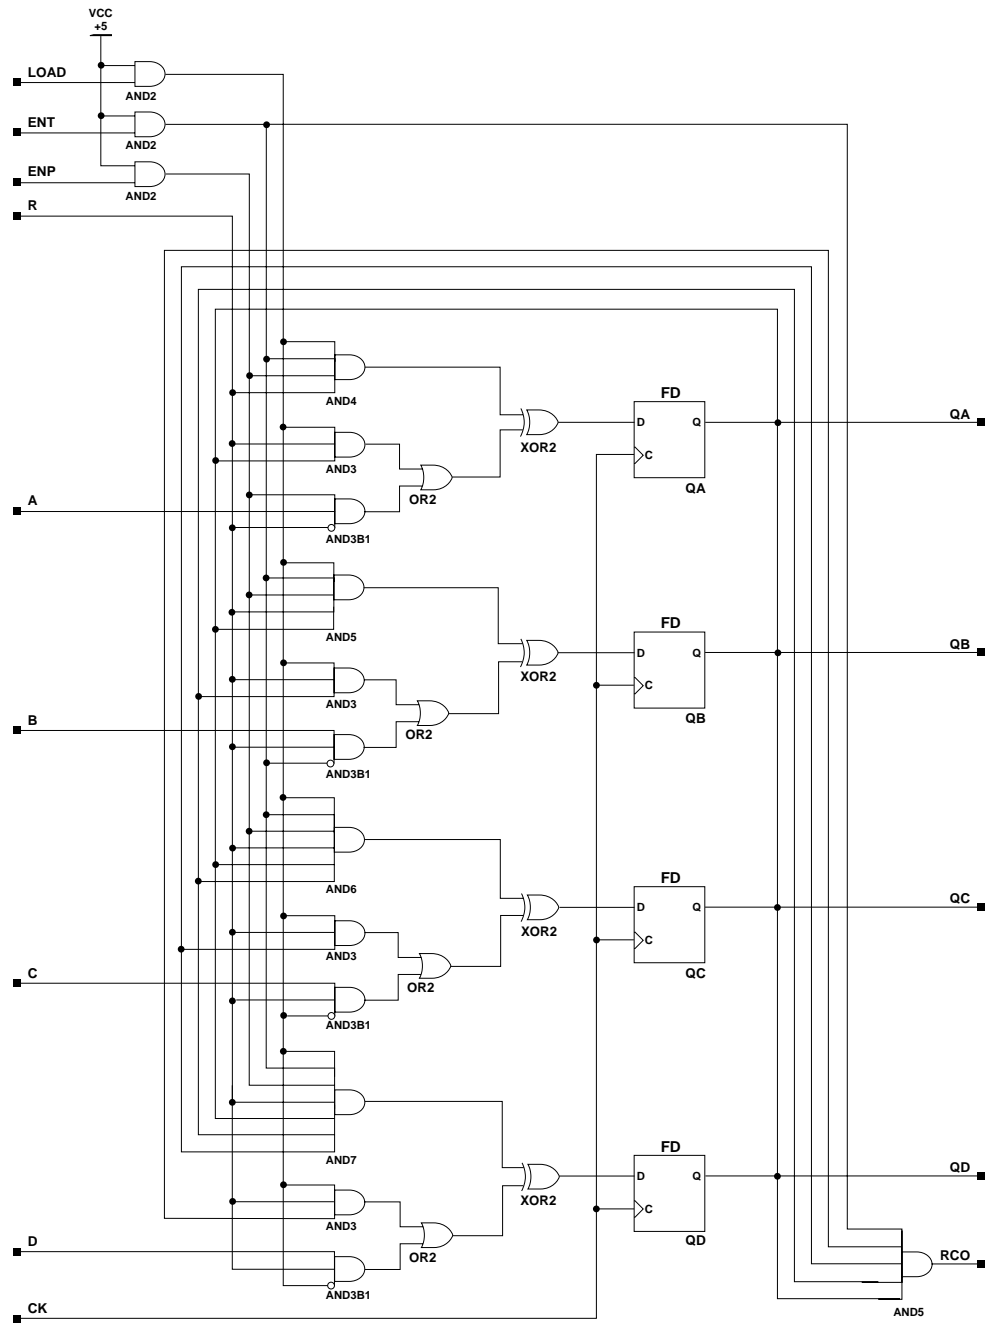 VCC
+5
LOAD
AND2
ENT
AND2
ENP
AND2
R
AND4
FD
D Q
QA
XOR2
C
AND3
OR2
QA
A
AND3B1
AND5
FD
D Q
QB
XOR2
C
AND3
QB
B
OR2
AND3B1
AND6
FD
D Q
QC
XOR2
C
AND3
QC
C
OR2
AND3B1
AND7
FD
D Q
QD
XOR2
C
AND3
QD
D
OR2
RCO
AND3B1
CK
AND5